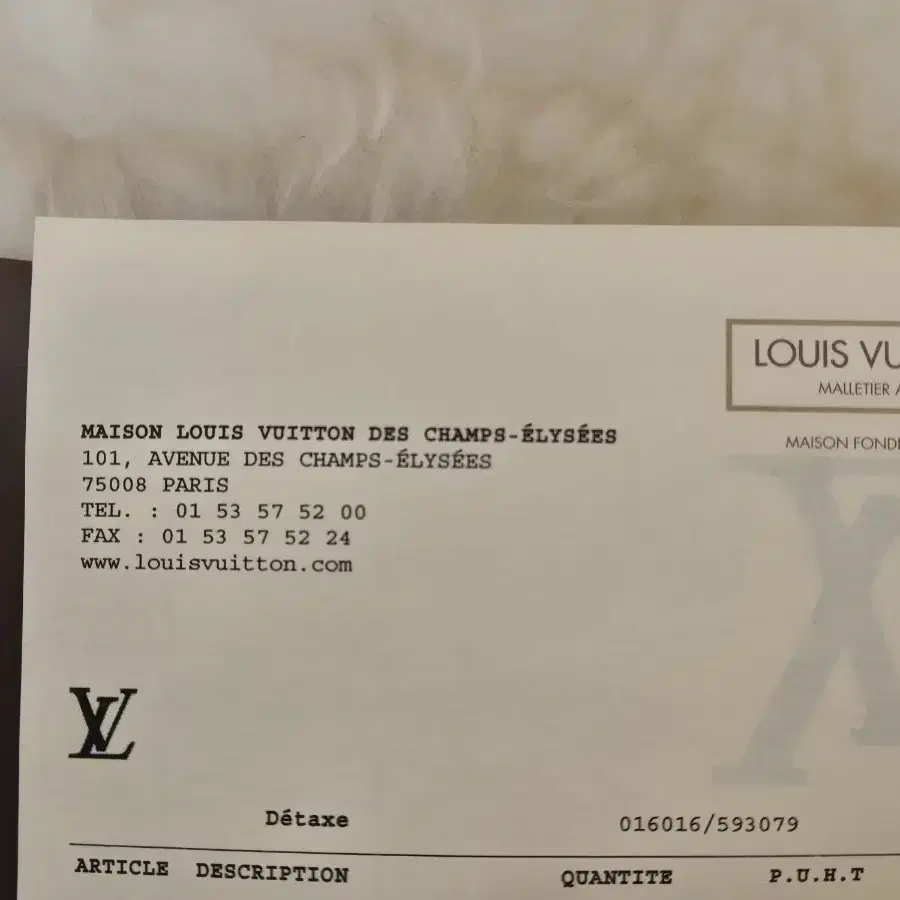 LOUIS VU
MALLETIER A
MAISON FOND
MAISON LOUIS VUITTON DES CHAMPS-ÉLYSÉES
101, AVENUE DES CHAMPS-ÉLYSÉES
75008 PARIS
TEL. : 01 53 57 52 00
FAX : 01 53 57 52 24
www.louisvuitton.com
LV
Détaxe 016016/593079
ARTICLE DESCRIPTION QUANTITE P.U.H.T